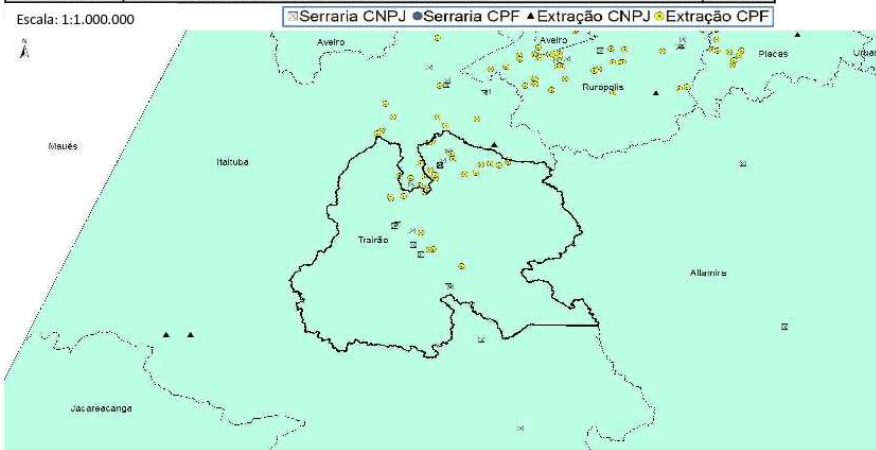 Escala: 1:1.000.000
Serraria CNPJ Serraria CPF Extração CNPJ Extração CPF
N
Aveiro
Aveiro
Placas
Rurópolis
Maués
Itaituba
Trairão
Altamira
Jacareacanga